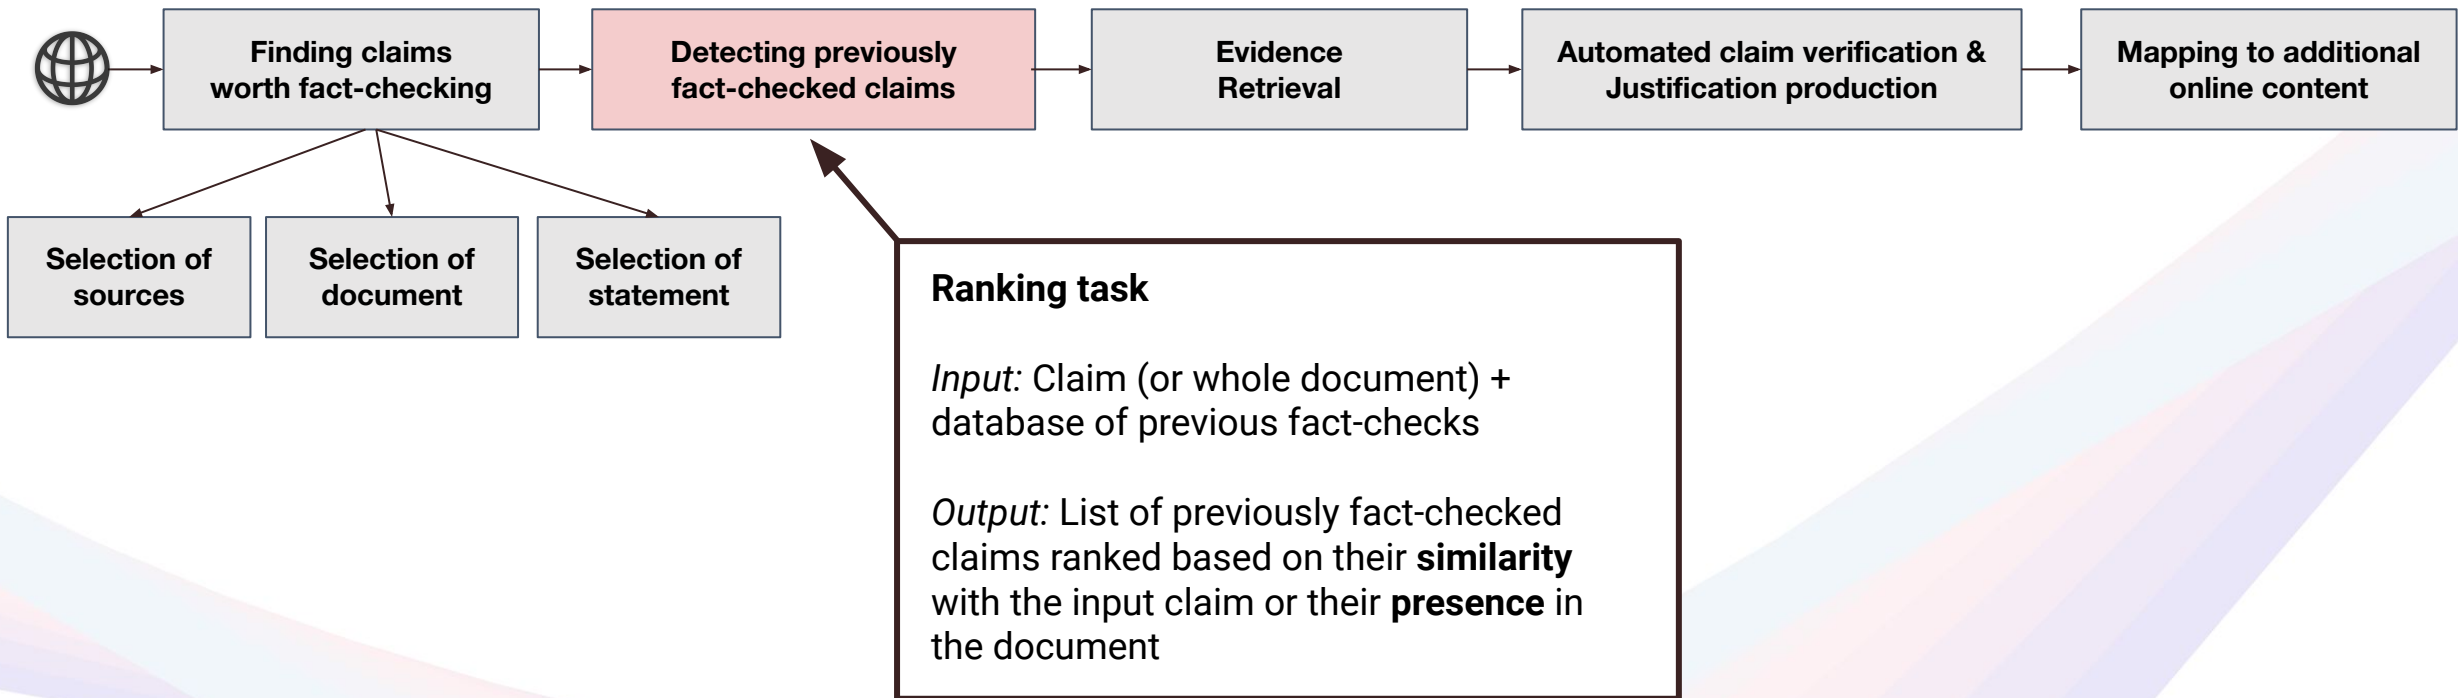 Finding claims
worth fact-checking
Detecting previously
fact-checked claims
Evidence
Retrieval
Automated claim verification &
Justification production
Mapping to additional
online content
Selection of
sources
Selection of
document
Selection of
statement
Ranking task
Input: Claim (or whole document) +
database of previous fact-checks
Output: List of previously fact-checked
claims ranked based on their similarity
with the input claim or their presence in
the document